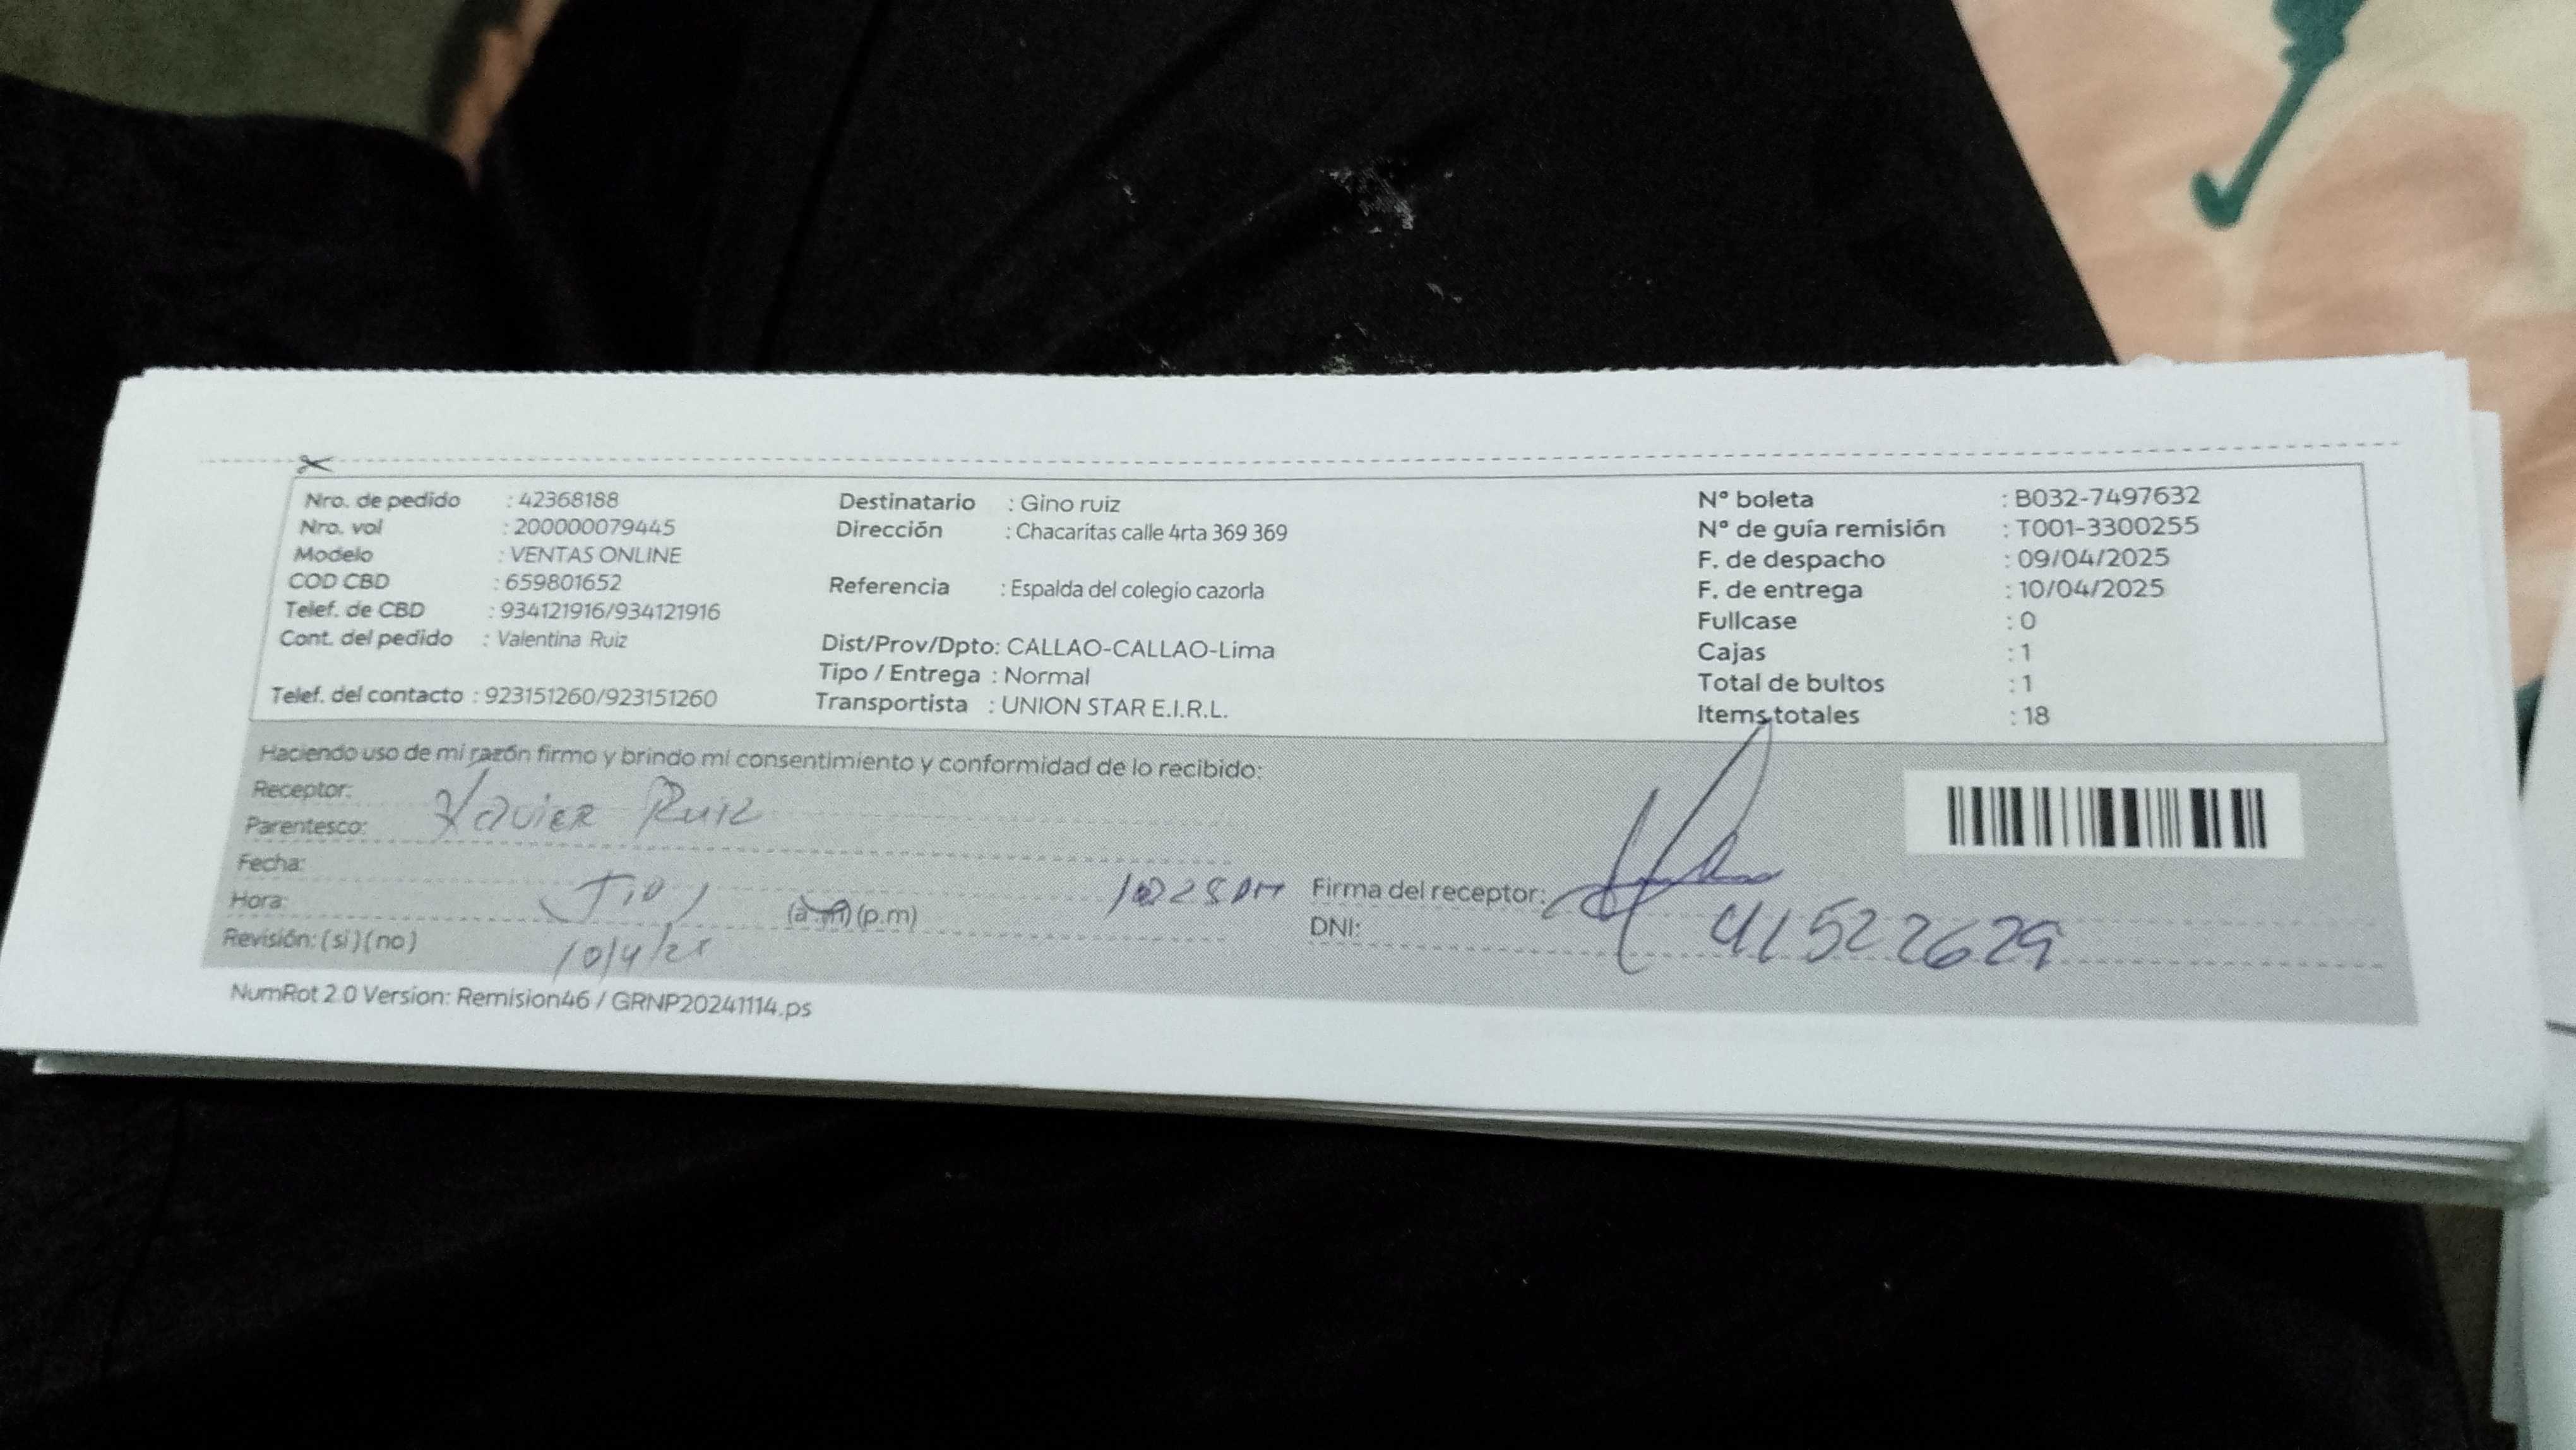 Nro. de pedido : 42368188
Nro. vol : 200000079445
Modelo : VENTAS ONLINE
COD CBD : 659801652
Telef. de CBD : 934121916/934121916
Cont. del pedido : Valentina Ruiz
Telef. del contacto : 923151260/923151260
Destinatario : Gino ruiz
Dirección : Chacaritas calle 4rta 369 369
Referencia : Espalda del colegio cazorla
Dist/Prov/Dpto: CALLAO-CALLAO-Lima
Tipo / Entrega : Normal
Transportista : UNION STAR E.I.R.L.
Nº boleta : B032-7497632
Nº de guía remisión : T001-3300255
F. de despacho : 09/04/2025
F. de entrega : 10/04/2025
Fullcase : 0
Cajas : 1
Total de bultos : 1
Items totales : 18
Haciendo uso de mi razón firmo y brindo mi consentimiento y conformidad de lo recibido:
Receptor: Xavier Ruiz
Parentesco:
Fecha:
Hora: Tio (a.m) (p.m)
Revisión: (si) (no) 10/4/25
Firma del receptor:
DNI: 41522629
NumRot 2.0 Version: Remision46 / GRNP20241114.ps